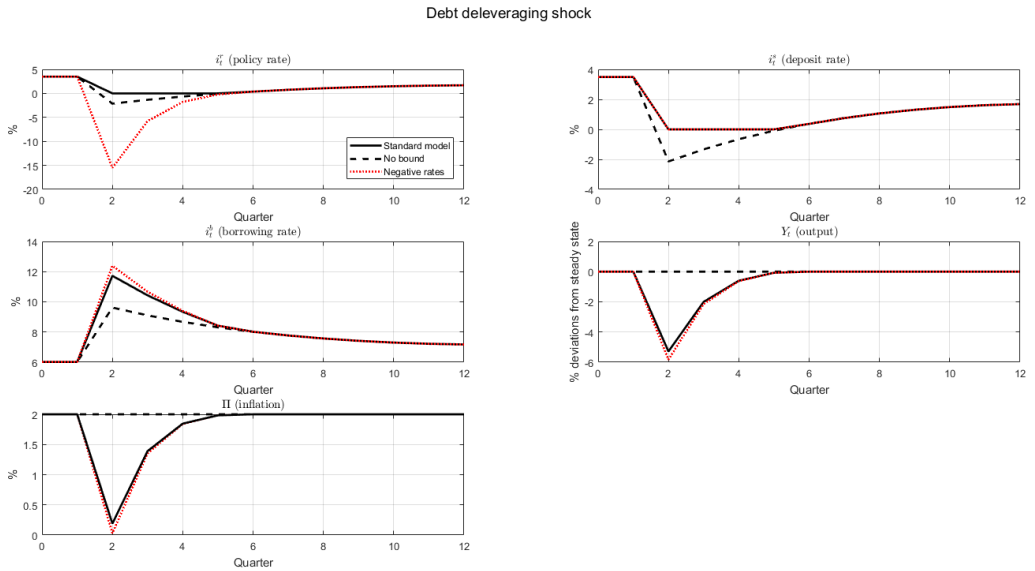 Debt deleveraging shock
i_t^r (policy rate)
5
0
-5
-10
-15
-20
%
0 2 4 6 8 10 12
Quarter
Standard model
No bound
Negative rates
i_t^s (deposit rate)
4
2
0
-2
-4
%
0 2 4 6 8 10 12
Quarter
i_t^b (borrowing rate)
14
12
10
8
6
%
0 2 4 6 8 10 12
Quarter
Y_t (output)
2
0
-2
-4
-6
% deviations from steady state
0 2 4 6 8 10 12
Quarter
Π (inflation)
2
1.5
1
0.5
0
%
0 2 4 6 8 10 12
Quarter